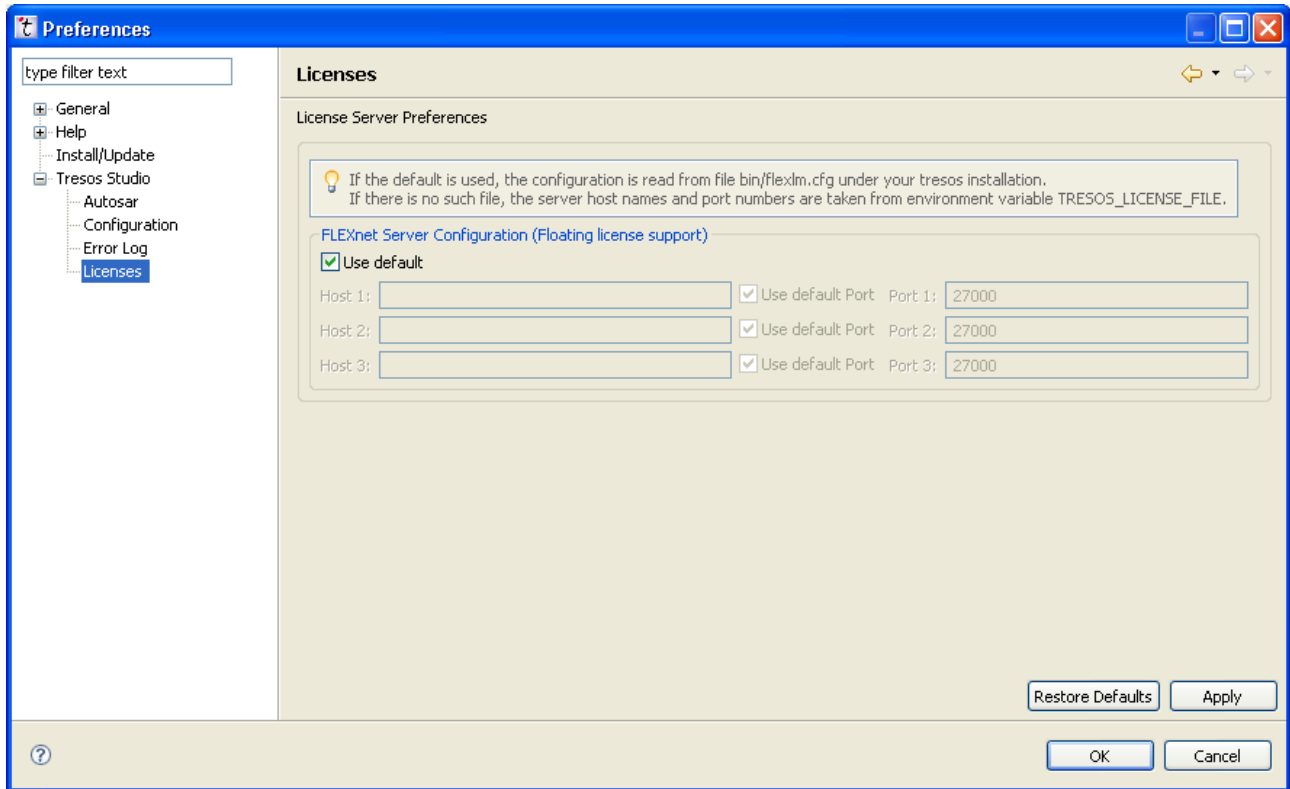 Preferences
type filter text
General
Help
Install/Update
Tresos Studio
Autosar
Configuration
Error Log
Licenses
Licenses
License Server Preferences
If the default is used, the configuration is read from file bin/flexlm.cfg under your tresos installation.
If there is no such file, the server host names and port numbers are taken from environment variable TRESOS_LICENSE_FILE.
FLEXnet Server Configuration (Floating license support)
Use default
Host 1: Use default Port Port 1: 27000
Host 2: Use default Port Port 2: 27000
Host 3: Use default Port Port 3: 27000
Restore Defaults Apply
OK Cancel